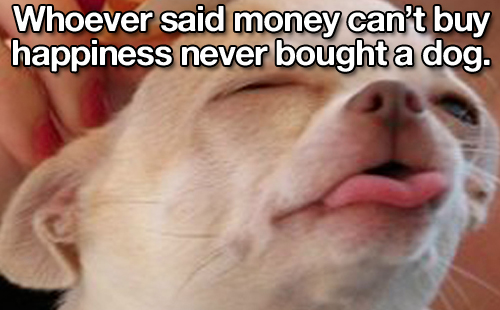 Whoever said money can't buy
happiness never bought a dog.